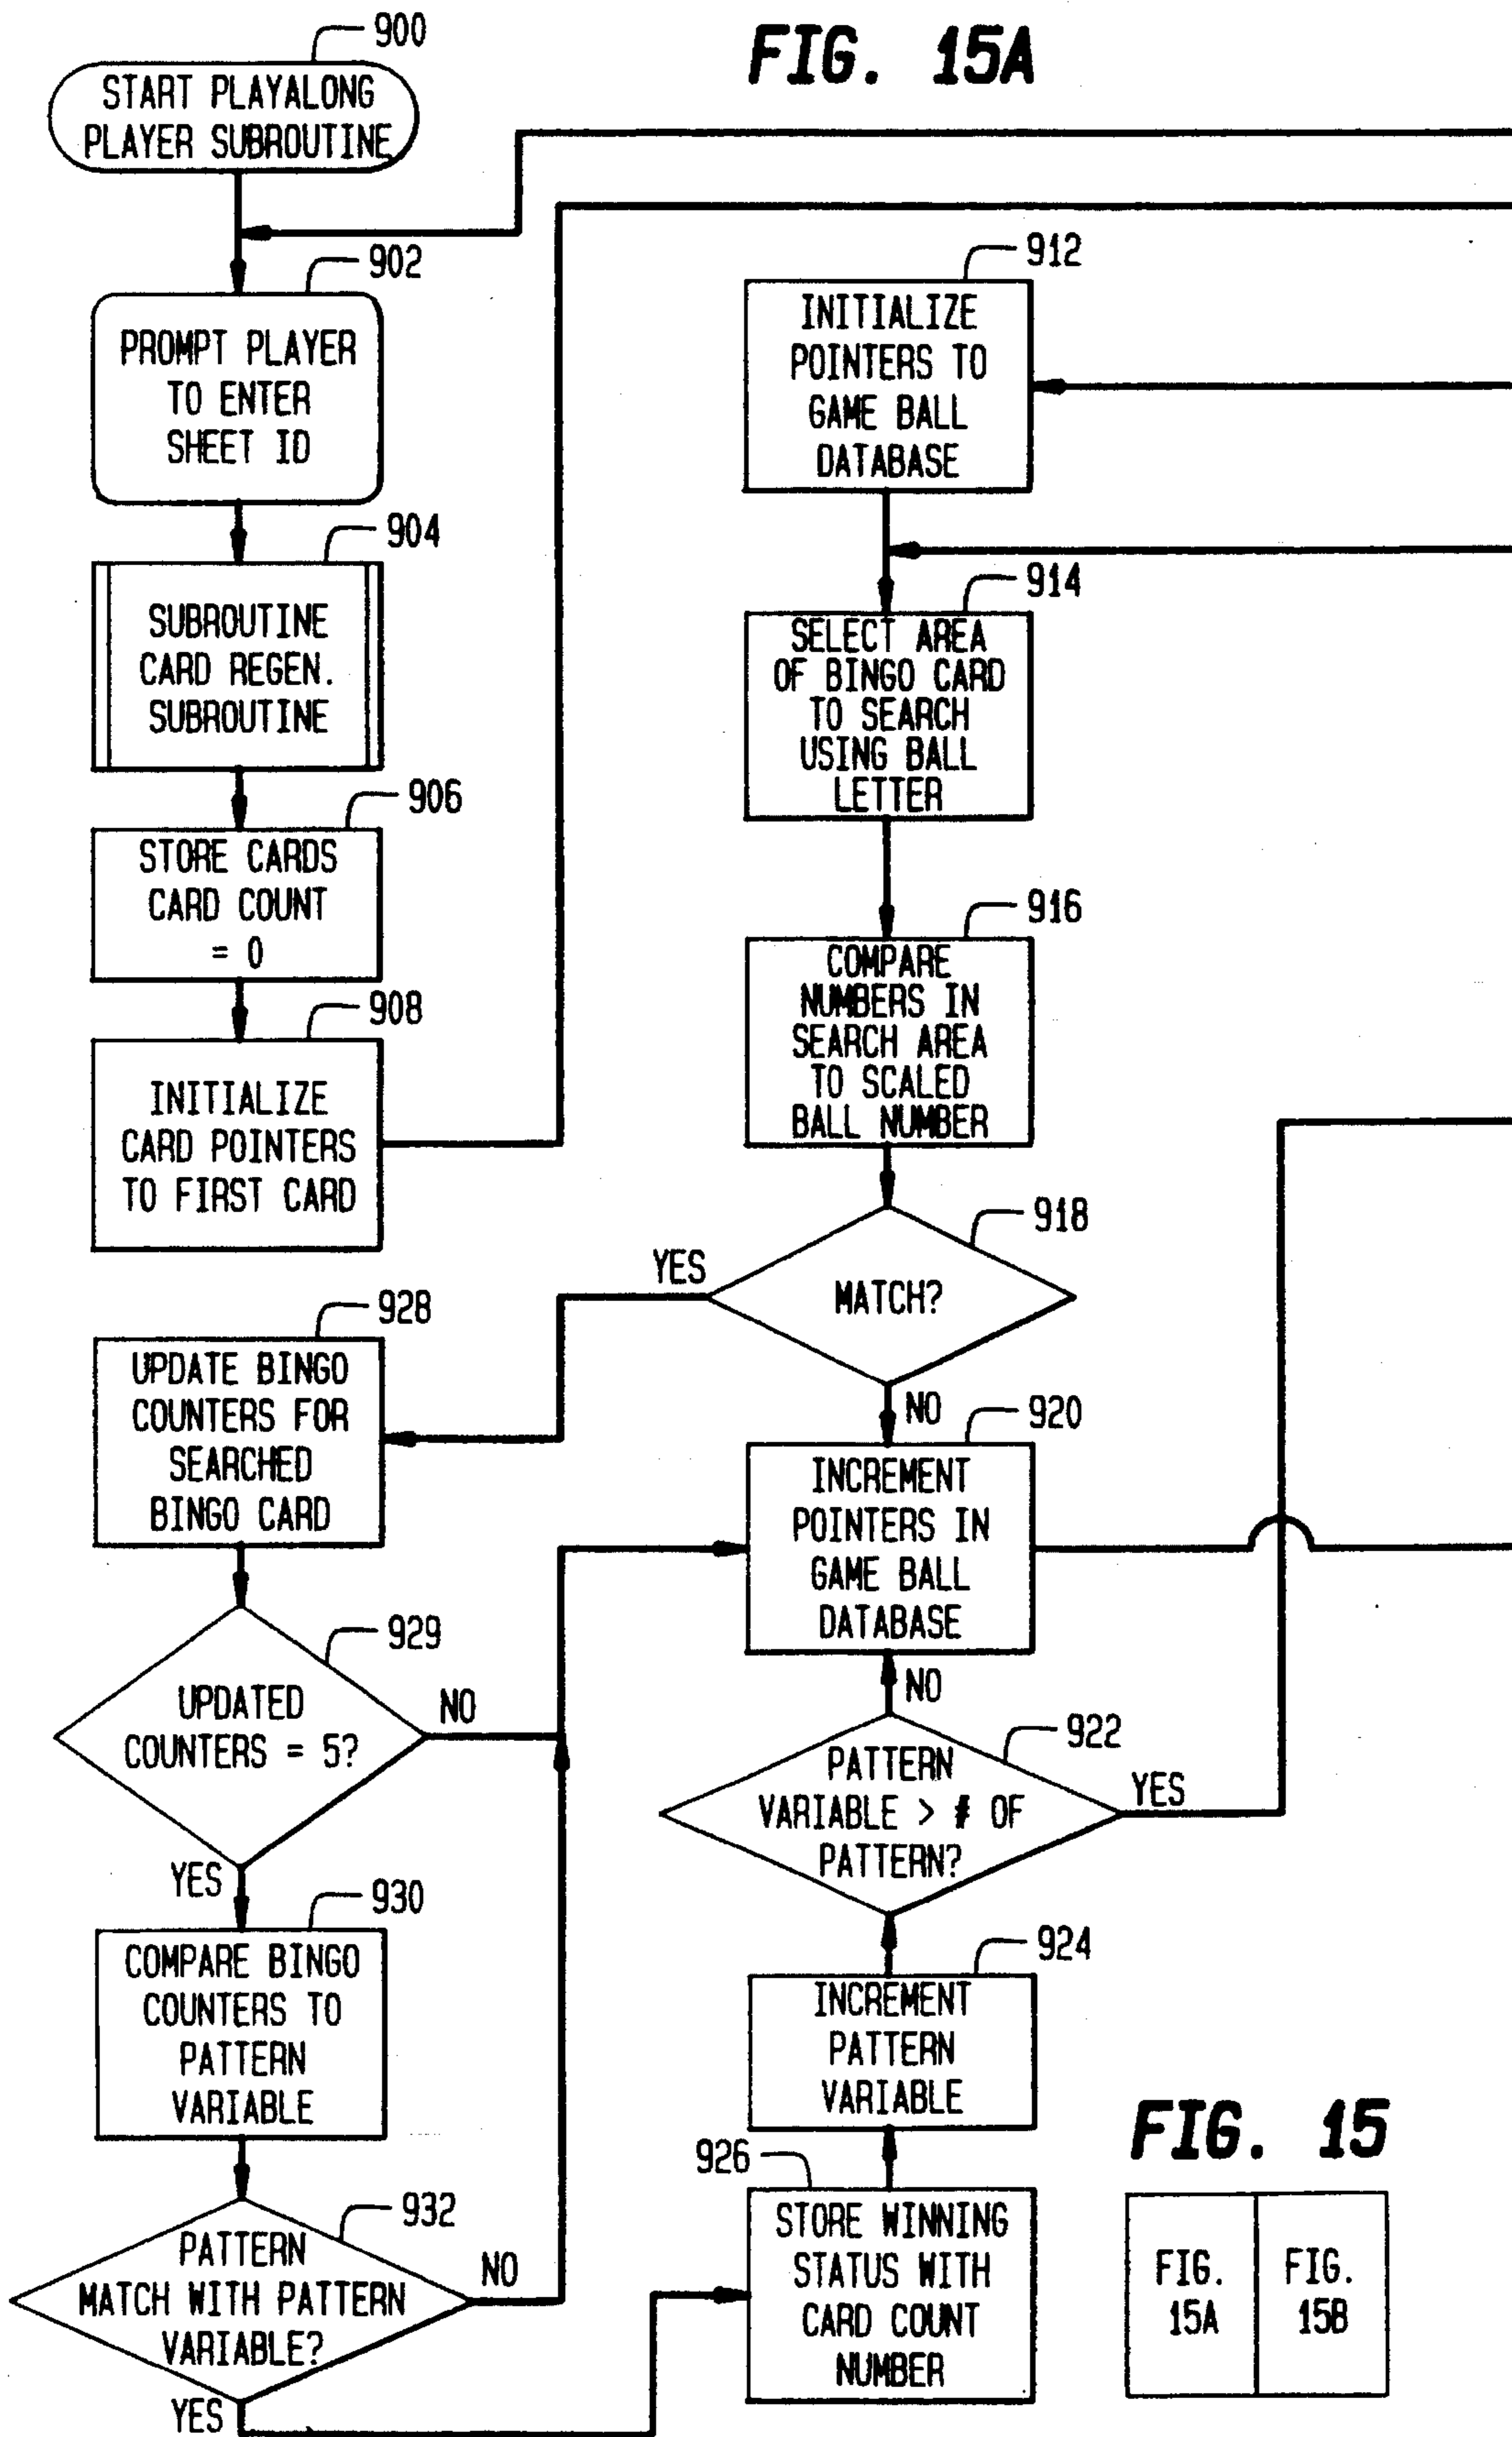 FIG. 15A
900
START PLAYALONG
PLAYER SUBROUTINE
902
PROMPT PLAYER
TO ENTER
SHEET ID
904
SUBROUTINE
CARD REGEN.
SUBROUTINE
906
STORE CARDS
CARD COUNT
= 0
908
INITIALIZE
CARD POINTERS
TO FIRST CARD
912
INITIALIZE
POINTERS TO
GAME BALL
DATABASE
914
SELECT AREA
OF BINGO CARD
TO SEARCH
USING BALL
LETTER
916
COMPARE
NUMBERS IN
SEARCH AREA
TO SCALED
BALL NUMBER
918
MATCH?
YES
NO
928
UPDATE BINGO
COUNTERS FOR
SEARCHED
BINGO CARD
929
UPDATED
COUNTERS = 5?
NO
YES
930
COMPARE BINGO
COUNTERS TO
PATTERN
VARIABLE
932
PATTERN
MATCH WITH PATTERN
VARIABLE?
NO
YES
920
INCREMENT
POINTERS IN
GAME BALL
DATABASE
NO
922
PATTERN
VARIABLE > # OF
PATTERN?
YES
924
INCREMENT
PATTERN
VARIABLE
926
STORE WINNING
STATUS WITH
CARD COUNT
NUMBER
FIG. 15
FIG.
15A
FIG.
15B